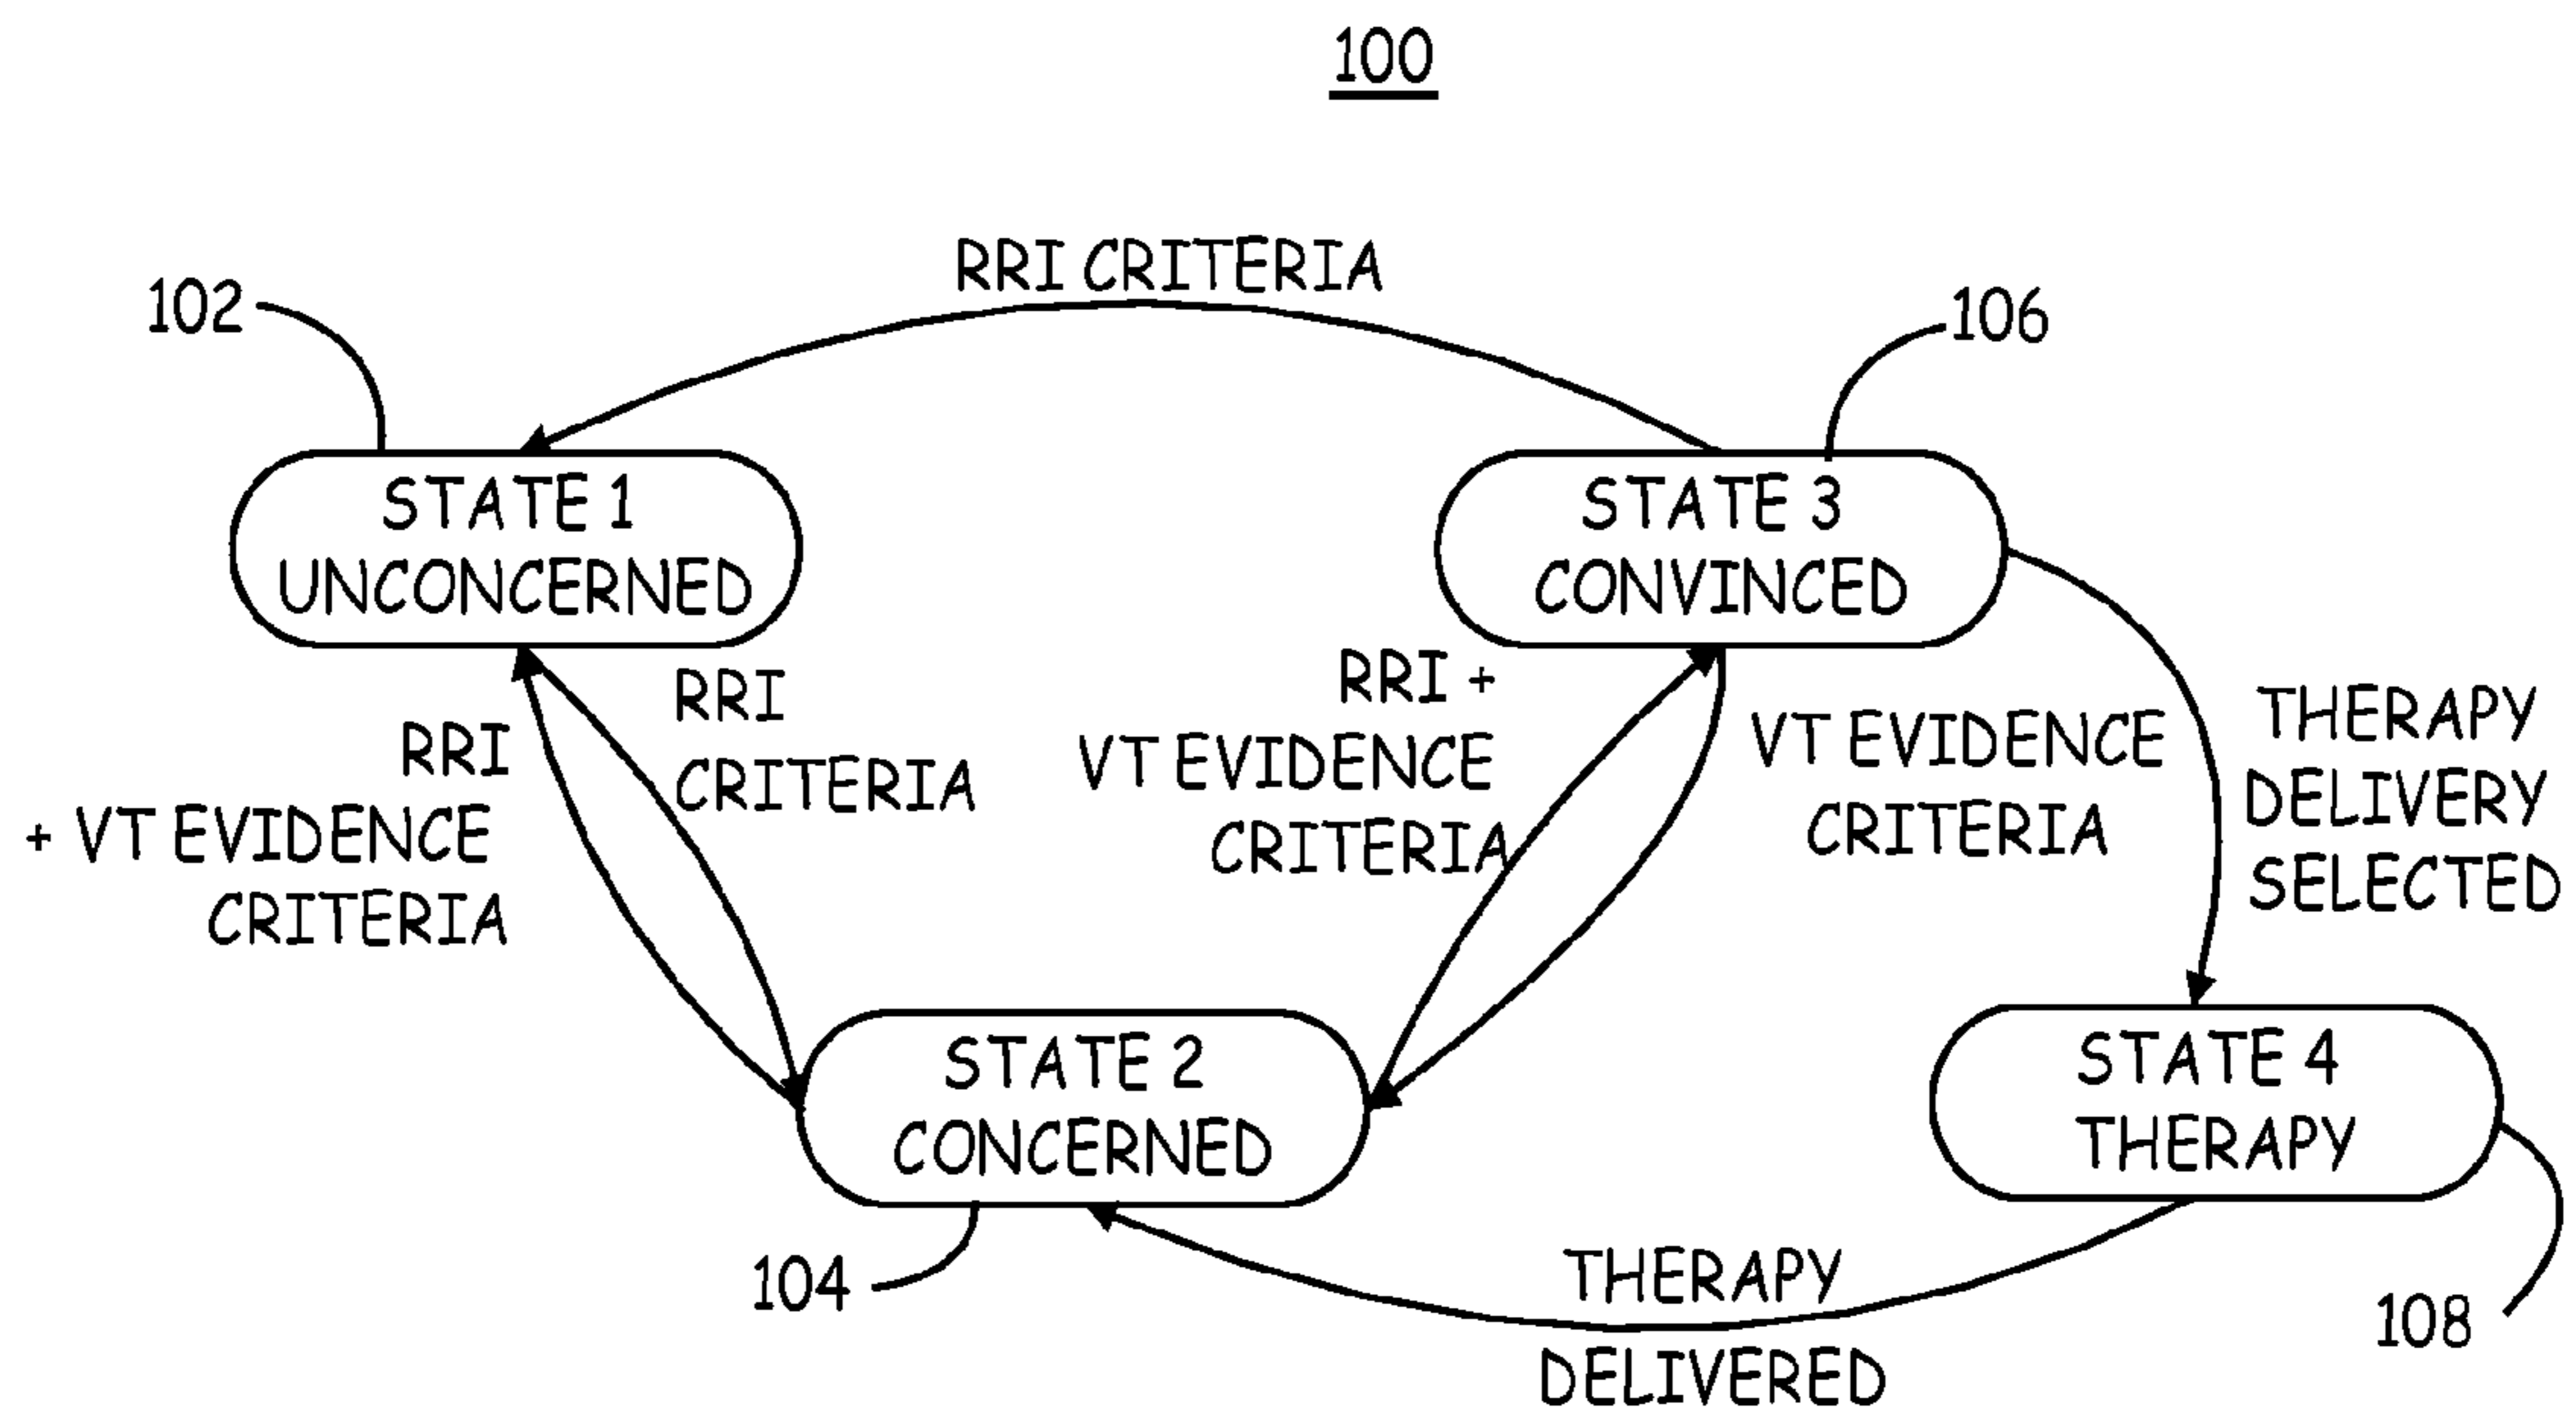 100
RRI CRITERIA
102
106
STATE 1
UNCONCERNED
STATE 3
CONVINCED
RRI
+ VT EVIDENCE
CRITERIA
RRI
CRITERIA
RRI +
VT EVIDENCE
CRITERIA
VT EVIDENCE
CRITERIA
THERAPY
DELIVERY
SELECTED
STATE 2
CONCERNED
STATE 4
THERAPY
104
THERAPY
DELIVERED
108